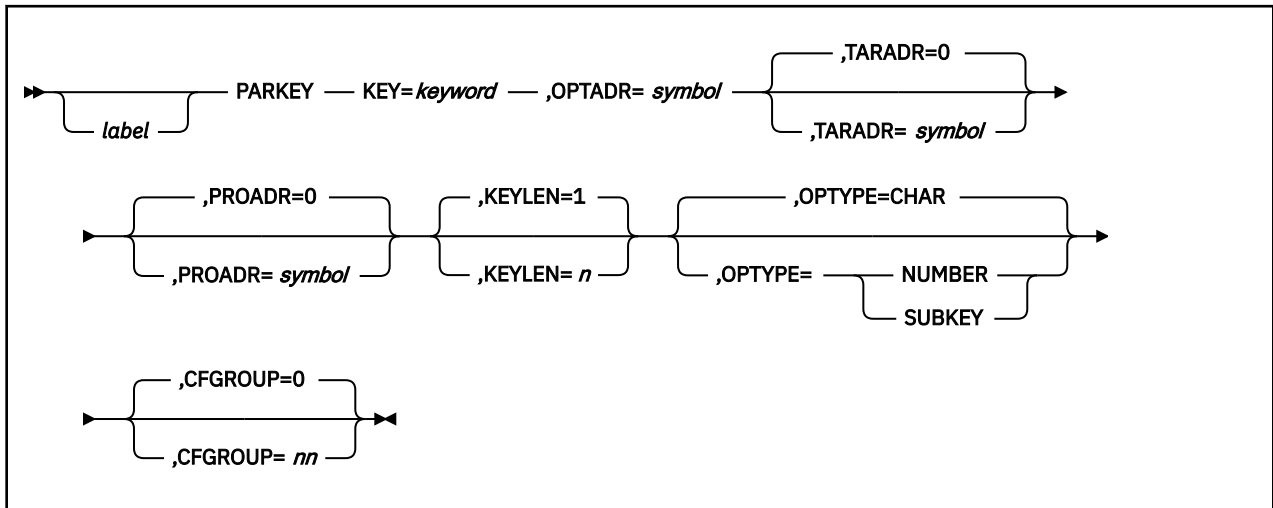 ,TARADR=0
PARKEY KEY=keyword ,OPTADR= symbol
label ,TARADR= symbol
,PROADR=0 ,KEYLEN=1 ,OPTYPE=CHAR
,PROADR= symbol ,KEYLEN= n ,OPTYPE= NUMBER
SUBKEY
,CFGROUP=0
,CFGROUP= nn